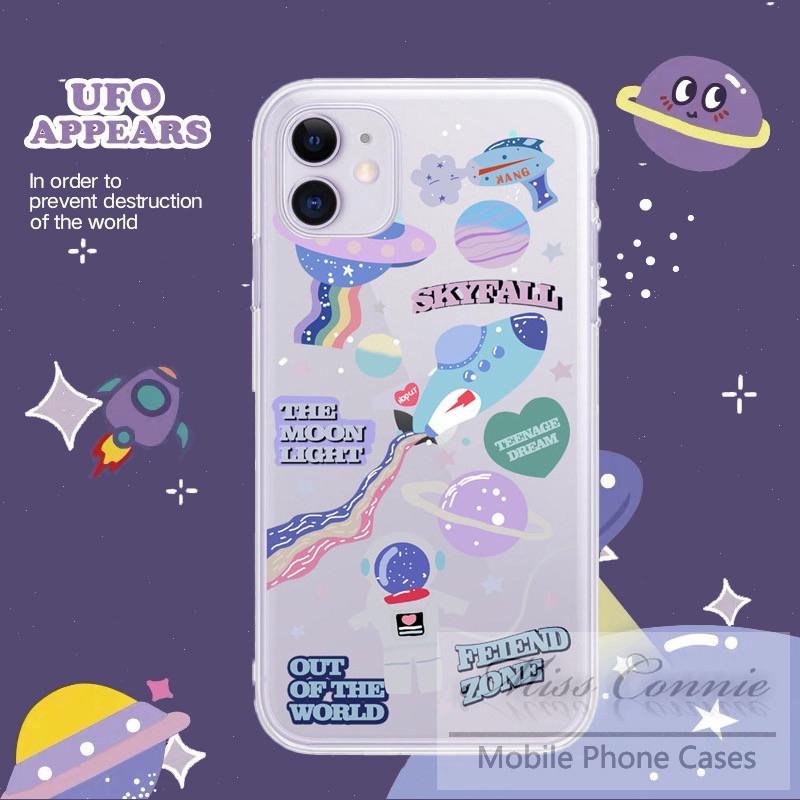 UFO
APPEARS
In order to
prevent destruction
of the world
KANG
SKYFALL
THE
MOON
LIGHT
TEENAGE
DREAM
OUT
OF THE
WORLD
FEIEND
ZONE
Miss Connie
Mobile Phone Cases